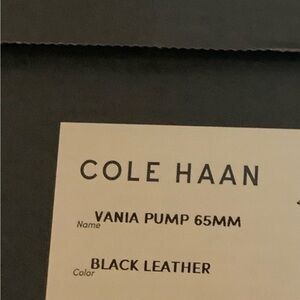 COLE HAAN
Name VANIA PUMP 65MM
Color BLACK LEATHER